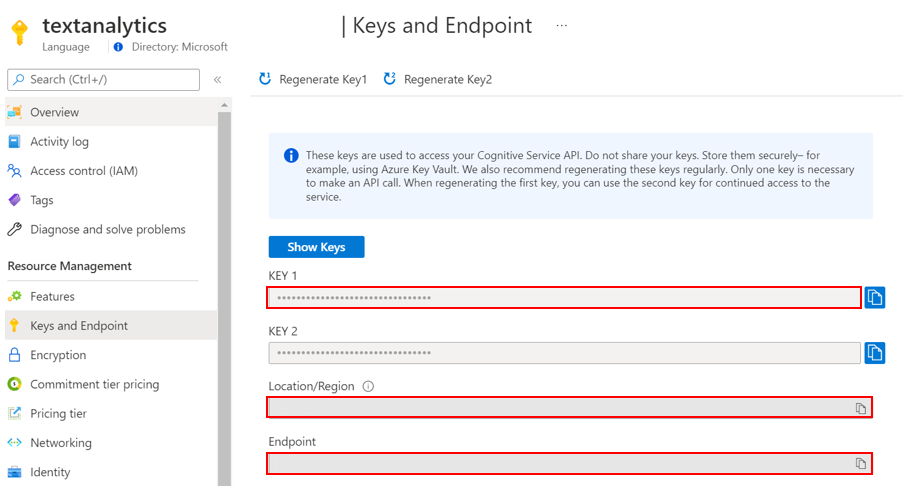 textanalytics | Keys and Endpoint ...
Language | Directory: Microsoft
Search (Ctrl+/) «
Overview
Activity log
Access control (IAM)
Tags
Diagnose and solve problems
Resource Management
Features
Keys and Endpoint
Encryption
Commitment tier pricing
Pricing tier
Networking
Identity
Regenerate Key1 Regenerate Key2
These keys are used to access your Cognitive Service API. Do not share your keys. Store them securely– for
example, using Azure Key Vault. We also recommend regenerating these keys regularly. Only one key is necessary
to make an API call. When regenerating the first key, you can use the second key for continued access to the
service.
Show Keys
KEY 1
••••••••••••••••••••••••••••••••
KEY 2
••••••••••••••••••••••••••••••••
Location/Region
Endpoint